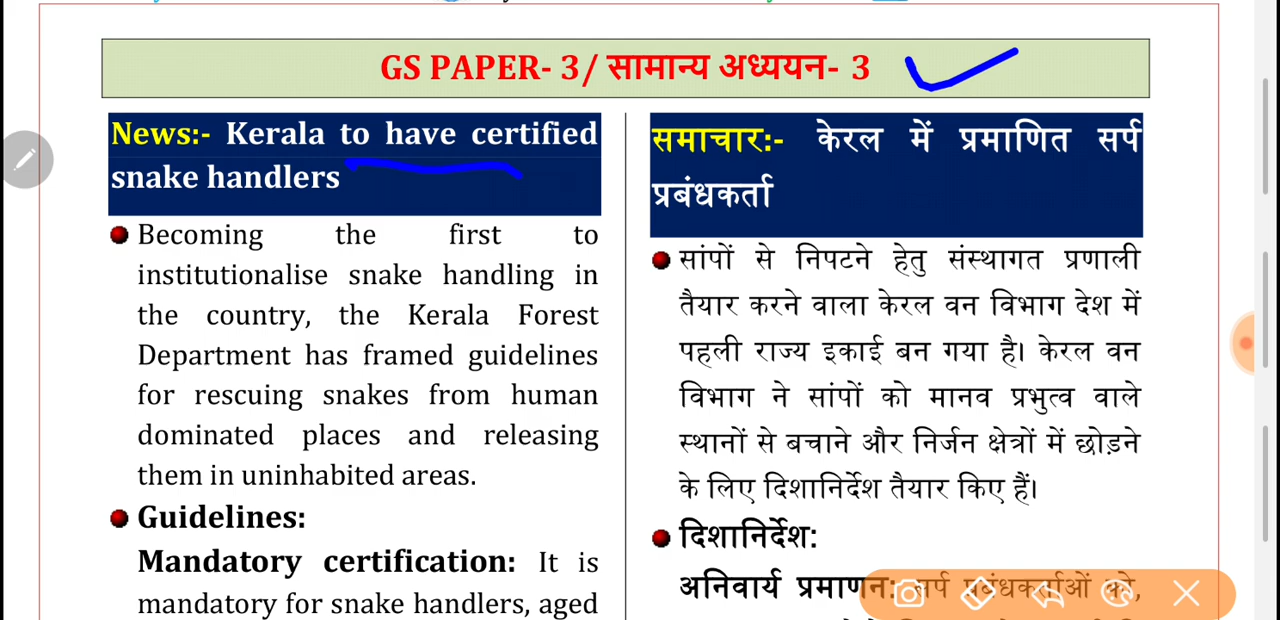 GS PAPER- 3/ सामान्य अध्ययन- 3
News:- Kerala to have certified
snake handlers
Becoming the first to
institutionalise snake handling in
the country, the Kerala Forest
Department has framed guidelines
for rescuing snakes from human
dominated places and releasing
them in uninhabited areas.
Guidelines:
Mandatory certification: It is
mandatory for snake handlers, aged
समाचार:- केरल में प्रमाणित सर्प
प्रबंधकर्ता
सांपों से निपटने हेतु संस्थागत प्रणाली
तैयार करने वाला केरल वन विभाग देश में
पहली राज्य इकाई बन गया है। केरल वन
विभाग ने सांपों को मानव प्रभुत्व वाले
स्थानों से बचाने और निर्जन क्षेत्रों में छोड़ने
के लिए दिशानिर्देश तैयार किए हैं।
दिशानिर्देश:
अनिवार्य प्रमाणन: सर्प प्रबंधकर्ताओं को,